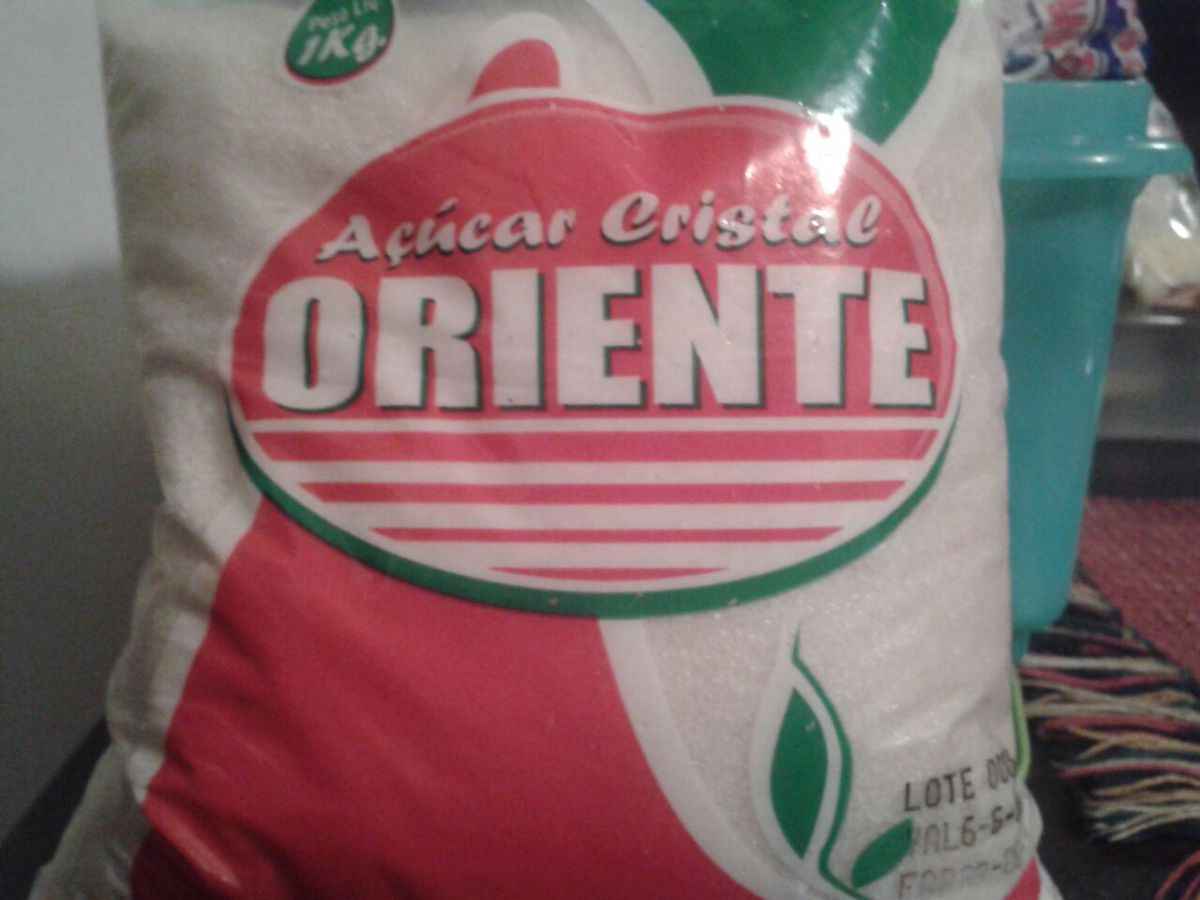 Peso Líq
1Kg.
Açúcar Cristal
ORIENTE
LOTE